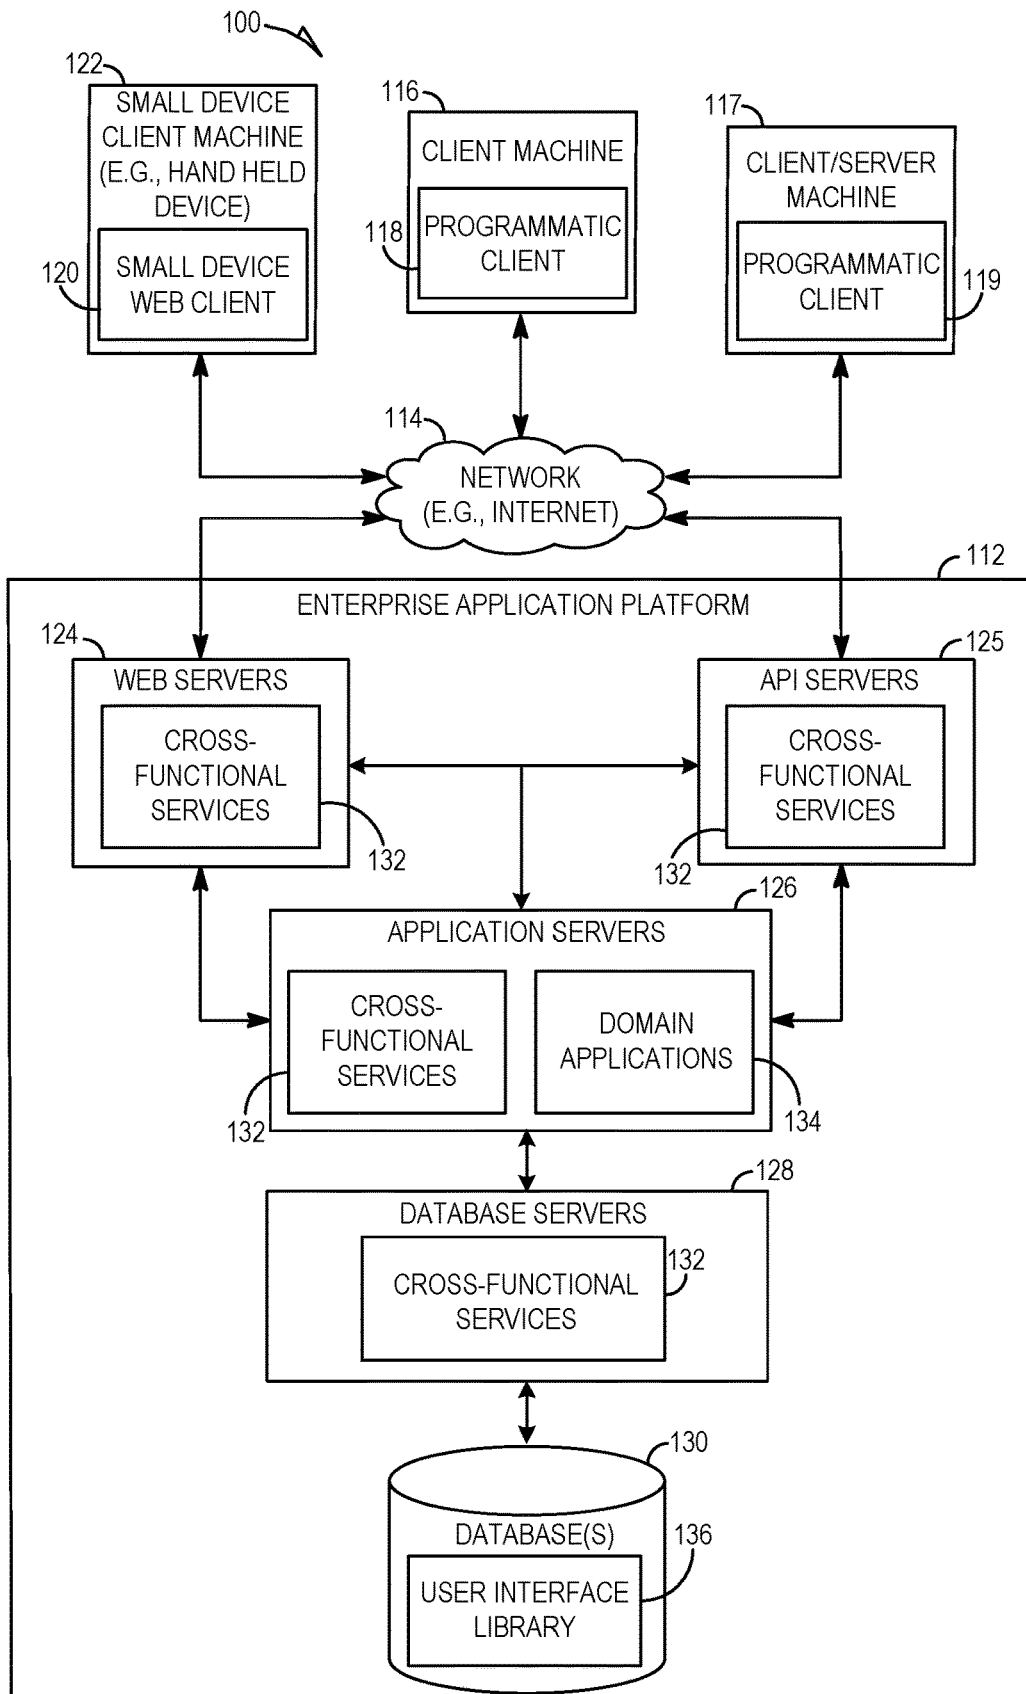 100
122
SMALL DEVICE
CLIENT MACHINE
(E.G., HAND HELD
DEVICE)
120
SMALL DEVICE
WEB CLIENT
116
CLIENT MACHINE
118
PROGRAMMATIC
CLIENT
117
CLIENT/SERVER
MACHINE
PROGRAMMATIC
CLIENT
119
114
NETWORK
(E.G., INTERNET)
112
ENTERPRISE APPLICATION PLATFORM
124
WEB SERVERS
CROSS-
FUNCTIONAL
SERVICES
132
125
API SERVERS
CROSS-
FUNCTIONAL
SERVICES
132
126
APPLICATION SERVERS
CROSS-
FUNCTIONAL
SERVICES
132
DOMAIN
APPLICATIONS
134
128
DATABASE SERVERS
CROSS-FUNCTIONAL
SERVICES
132
130
DATABASE(S)
136
USER INTERFACE
LIBRARY